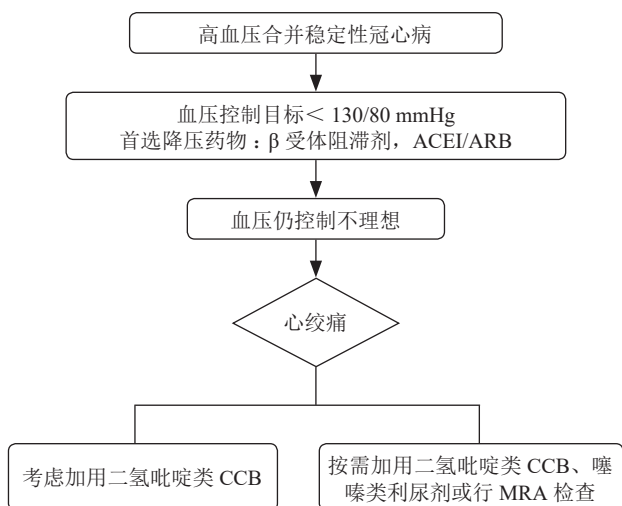 高血压合并稳定性冠心病
血压控制目标＜ 130/80 mmHg
首选降压药物：β 受体阻滞剂，ACEI/ARB
血压仍控制不理想
心绞痛
考虑加用二氢吡啶类 CCB
按需加用二氢吡啶类 CCB、噻
嗪类利尿剂或行 MRA 检查